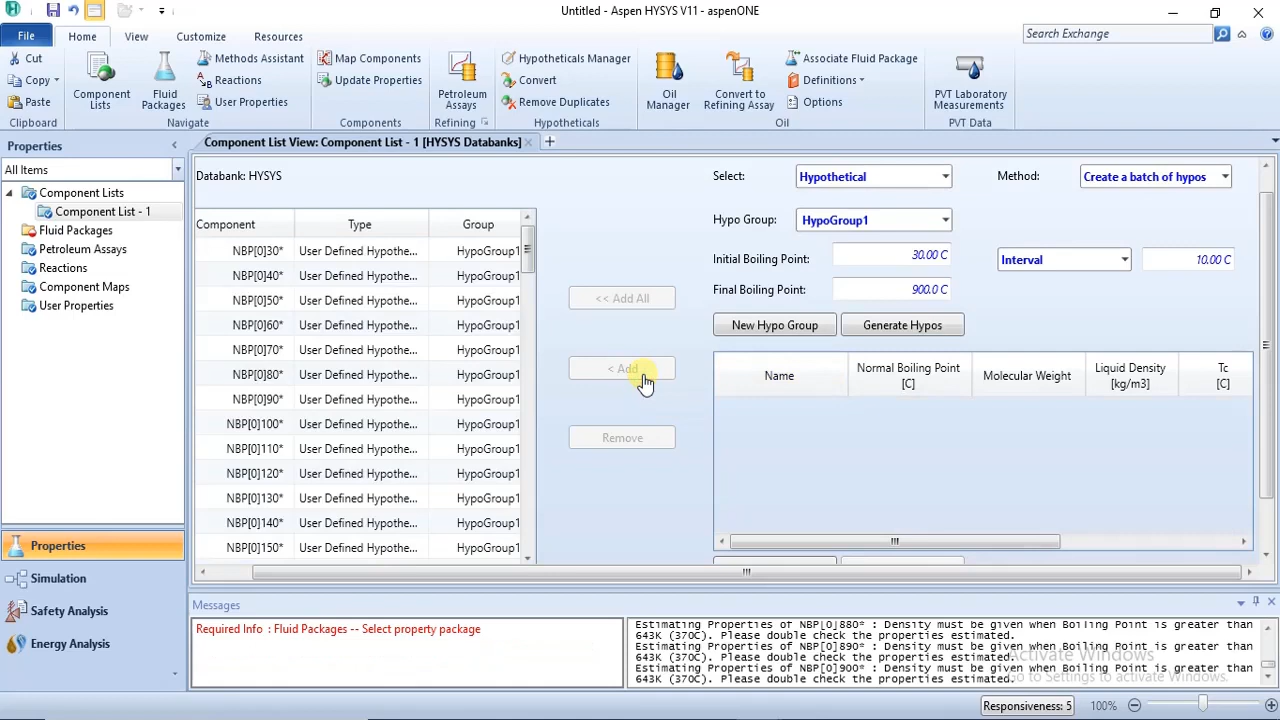 Untitled - Aspen HYSYS V11 - aspenONE
File
Home
View
Customize
Resources
Search Exchange
Cut
Copy
Paste
Clipboard
Component
Lists
Fluid
Packages
Methods Assistant
Reactions
User Properties
Navigate
Map Components
Update Properties
Components
Petroleum
Assays
Refining
Hypotheticals Manager
Convert
Remove Duplicates
Hypotheticals
Oil
Manager
Convert to
Refining Assay
Associate Fluid Package
Definitions
Options
Oil
PVT Laboratory
Measurements
PVT Data
Properties
All Items
Component Lists
Component List - 1
Fluid Packages
Petroleum Assays
Reactions
Component Maps
User Properties
Properties
Simulation
Safety Analysis
Energy Analysis
Component List View: Component List - 1 [HYSYS Databanks]
Databank: HYSYS
Component Type Group
NBP[0]30* User Defined Hypothe... HypoGroup1
NBP[0]40* User Defined Hypothe... HypoGroup1
NBP[0]50* User Defined Hypothe... HypoGroup1
NBP[0]60* User Defined Hypothe... HypoGroup1
NBP[0]70* User Defined Hypothe... HypoGroup1
NBP[0]80* User Defined Hypothe... HypoGroup1
NBP[0]90* User Defined Hypothe... HypoGroup1
NBP[0]100* User Defined Hypothe... HypoGroup1
NBP[0]110* User Defined Hypothe... HypoGroup1
NBP[0]120* User Defined Hypothe... HypoGroup1
NBP[0]130* User Defined Hypothe... HypoGroup1
NBP[0]140* User Defined Hypothe... HypoGroup1
NBP[0]150* User Defined Hypothe... HypoGroup1
<< Add All
< Add
Remove
Select: Hypothetical Method: Create a batch of hypos
Hypo Group: HypoGroup1
Initial Boiling Point: 30.00 C Interval 10.00 C
Final Boiling Point: 900.0 C
New Hypo Group Generate Hypos
Name
Normal Boiling Point
[C]
Molecular Weight
Liquid Density
[kg/m3]
Tc
[C]
Messages
Required Info : Fluid Packages -- Select property package
Estimating Properties of NBP[0]880* : Density must be given when Boiling Point is greater than
643K (370C). Please double check the properties estimated.
Estimating Properties of NBP[0]890* : Density must be given when Boiling Point is greater than
643K (370C). Please double check the properties estimated.
Estimating Properties of NBP[0]900* : Density must be given when Boiling Point is greater than
643K (370C). Please double check the properties estimated.
Activate Windows
Go to Settings to activate Windows.
Responsiveness: 5 100%